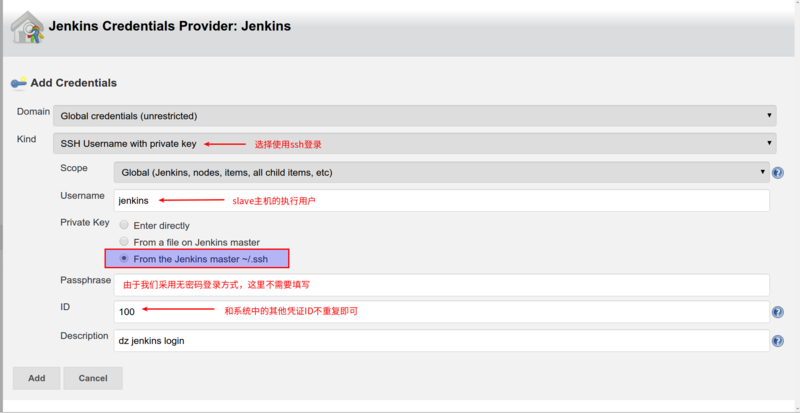 Jenkins Credentials Provider: Jenkins
Add Credentials
Domain Global credentials (unrestricted)
Kind SSH Username with private key 选择使用ssh登录
Scope Global (Jenkins, nodes, items, all child items, etc)
Username jenkins slave主机的执行用户
Private Key Enter directly
From a file on Jenkins master
From the Jenkins master ~/.ssh
Passphrase 由于我们采用无密码登录方式，这里不需要填写
ID 100 和系统中的其他凭证ID不重复即可
Description dz jenkins login
Add Cancel